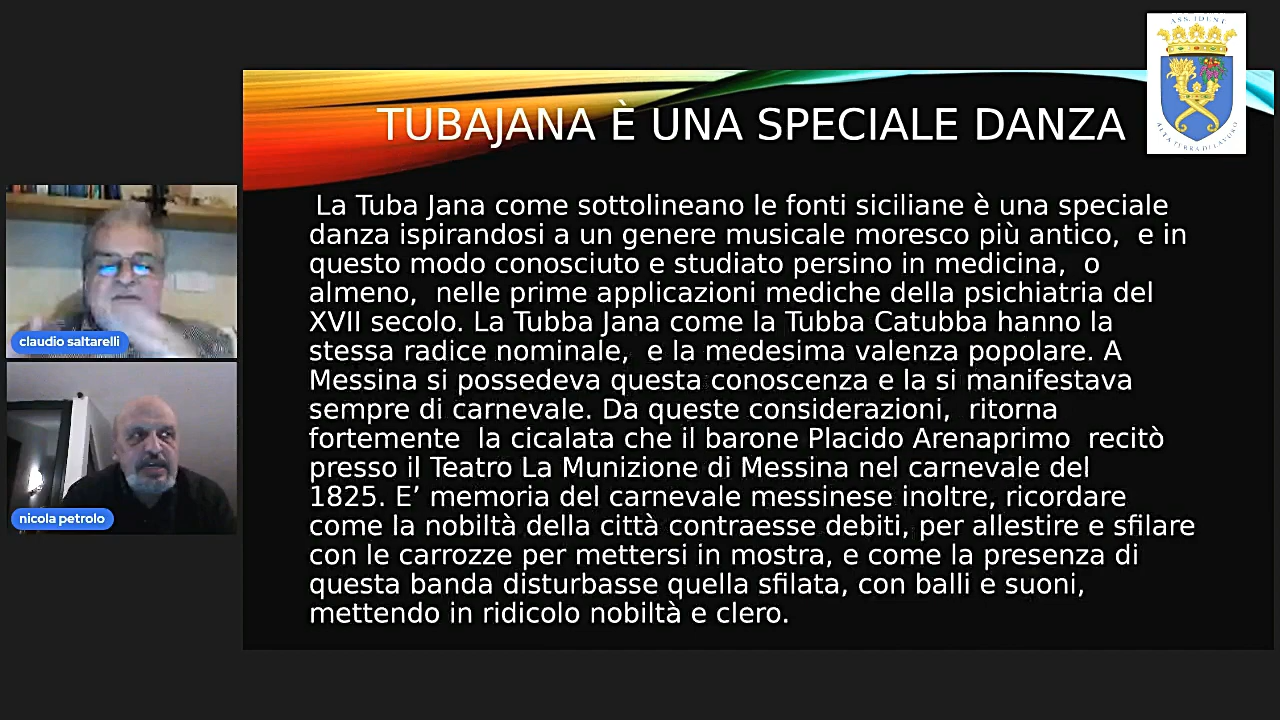 ASS. IDENT
ALTA TERRA DI LAVORO
TUBAJANA È UNA SPECIALE DANZA
La Tuba Jana come sottolineano le fonti siciliane è una speciale
danza ispirandosi a un genere musicale moresco più antico,  e in
questo modo conosciuto e studiato persino in medicina,  o
almeno,  nelle prime applicazioni mediche della psichiatria del
XVII secolo. La Tubba Jana come la Tubba Catubba hanno la
stessa radice nominale,  e la medesima valenza popolare. A
Messina si possedeva questa conoscenza e la si manifestava
sempre di carnevale. Da queste considerazioni,  ritorna
fortemente  la cicalata che il barone Placido Arenaprimo  recitò
presso il Teatro La Munizione di Messina nel carnevale del
1825. E’ memoria del carnevale messinese inoltre, ricordare
come la nobiltà della città contraesse debiti, per allestire e sfilare
con le carrozze per mettersi in mostra, e come la presenza di
questa banda disturbasse quella sfilata, con balli e suoni,
mettendo in ridicolo nobiltà e clero.
claudio saltarelli
nicola petrolo